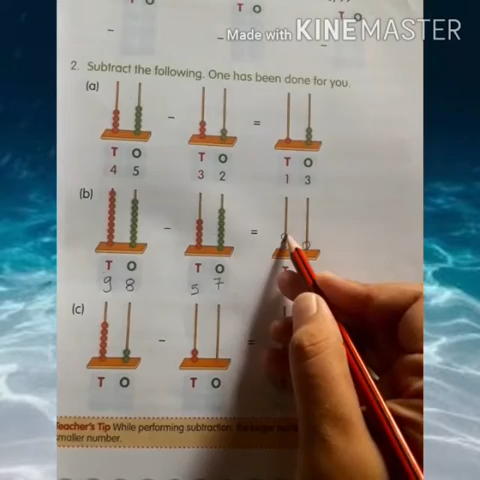 T O
T O
T O
Made with KINEMASTER
2. Subtract the following. One has been done for you.
(a)
T O T O T O
4 5 3 2 1 3
(b)
T O T O
9 8 5 7
(c)
T O T O
Teacher's Tip While performing subtraction,
smaller number.